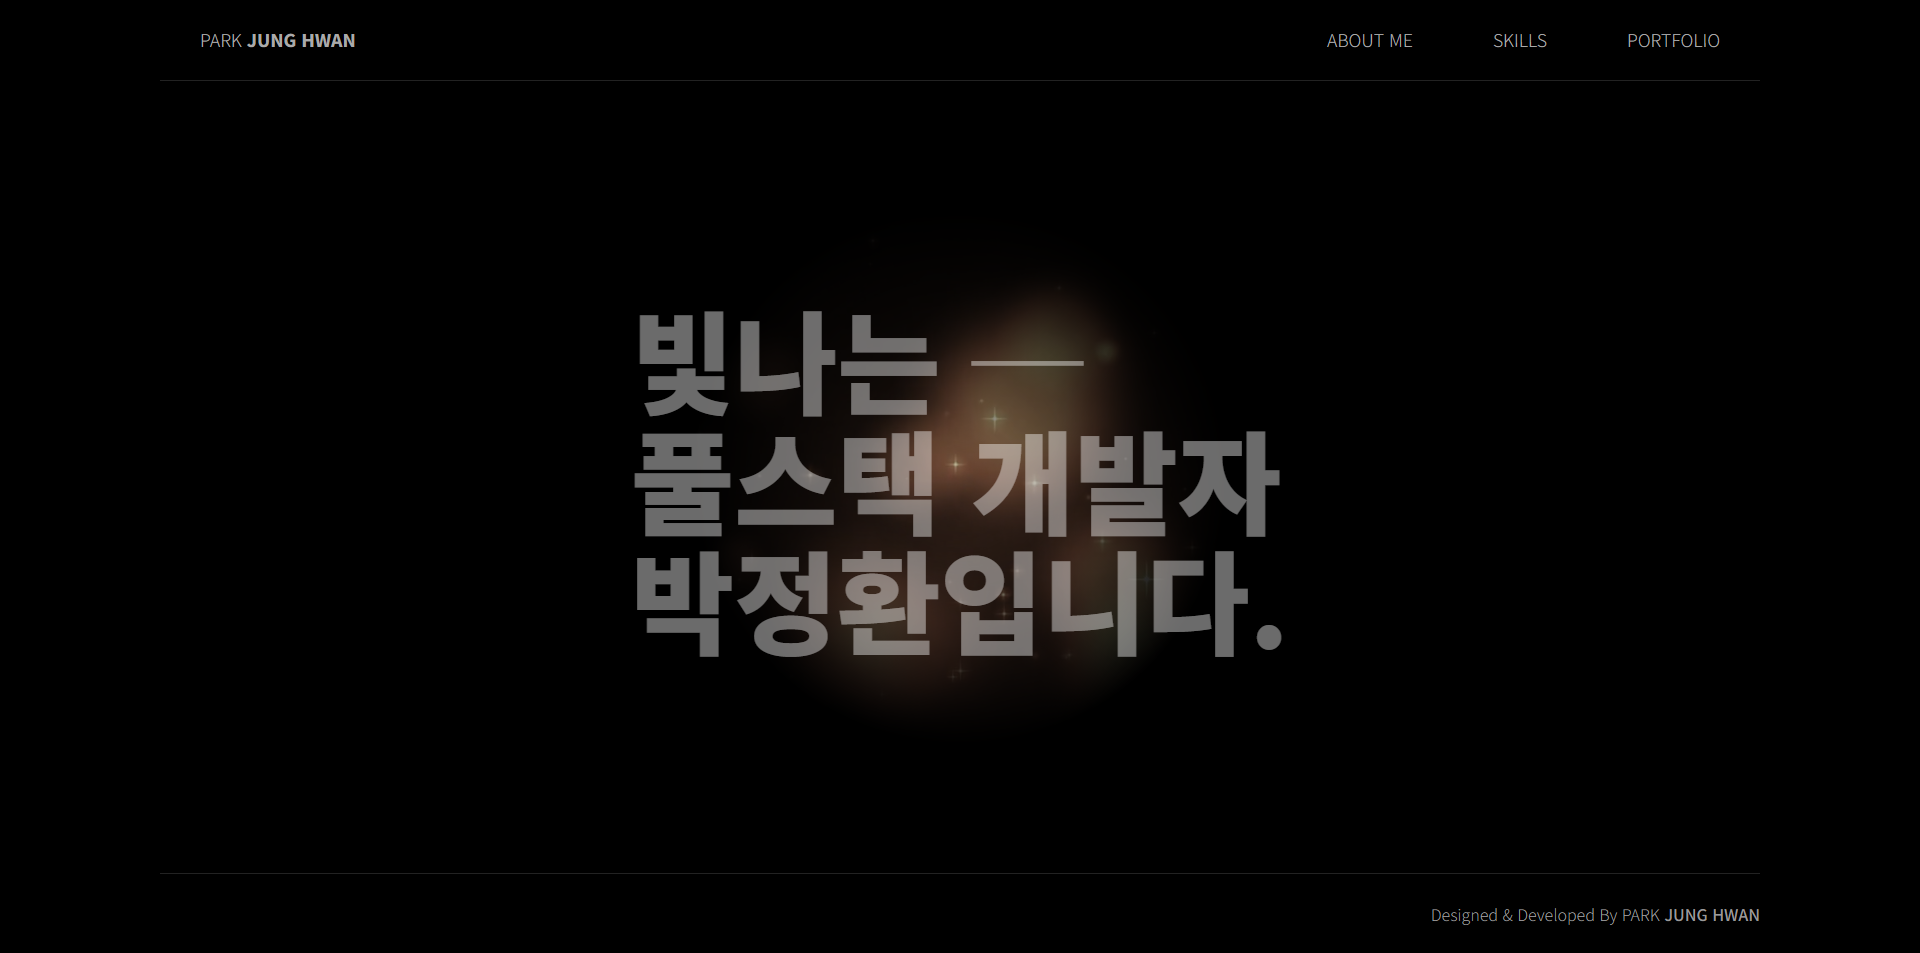 PARK JUNG HWAN
ABOUT ME
SKILLS
PORTFOLIO
빛나는 —
풀스택 개발자
박정환입니다.
Designed & Developed By PARK JUNG HWAN